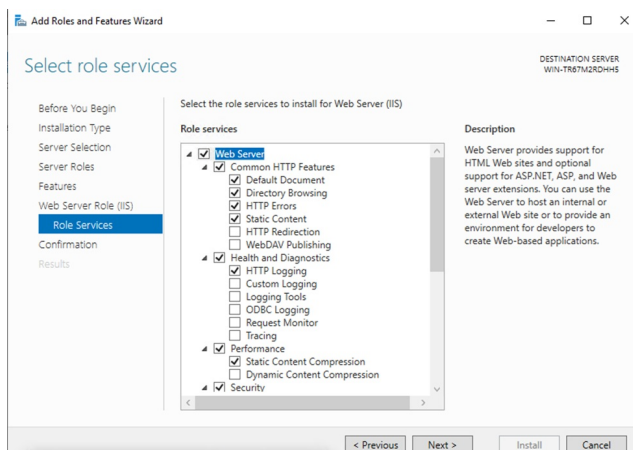 Add Roles and Features Wizard
Select role services
DESTINATION SERVER
WIN-TR67M2RDHH5
Before You Begin
Installation Type
Server Selection
Server Roles
Features
Web Server Role (IIS)
Role Services
Confirmation
Results
Select the role services to install for Web Server (IIS)
Role services
Web Server
Common HTTP Features
Default Document
Directory Browsing
HTTP Errors
Static Content
HTTP Redirection
WebDAV Publishing
Health and Diagnostics
HTTP Logging
Custom Logging
Logging Tools
ODBC Logging
Request Monitor
Tracing
Performance
Static Content Compression
Dynamic Content Compression
Security
Description
Web Server provides support for
HTML Web sites and optional
support for ASP.NET, ASP, and Web
server extensions. You can use the
Web Server to host an internal or
external Web site or to provide an
environment for developers to
create Web-based applications.
< Previous
Next >
Install
Cancel